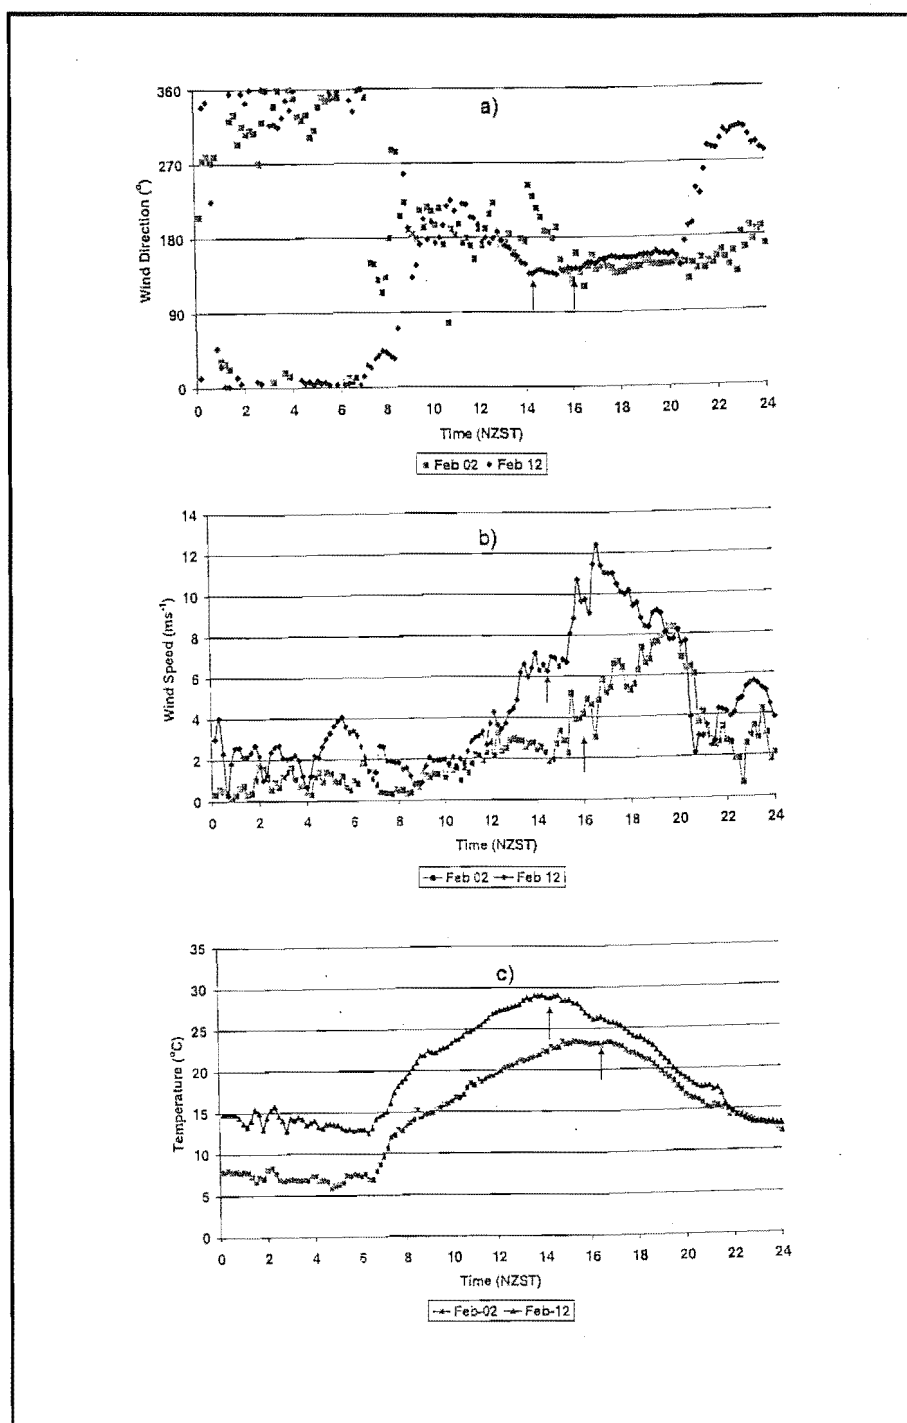 a)
360
270
180
90
0
Wind Direction (°)
0 2 4 6 8 10 12 14 16 18 20 22 24
Time (NZST)
Feb 02 Feb 12
b)
14
12
10
8
6
4
2
0
Wind Speed (ms⁻¹)
0 2 4 6 8 10 12 14 16 18 20 22 24
Time (NZST)
Feb 02 Feb 12
c)
35
30
25
20
15
10
5
0
Temperature (°C)
0 2 4 6 8 10 12 14 16 18 20 22 24
Time (NZST)
Feb-02 Feb-12